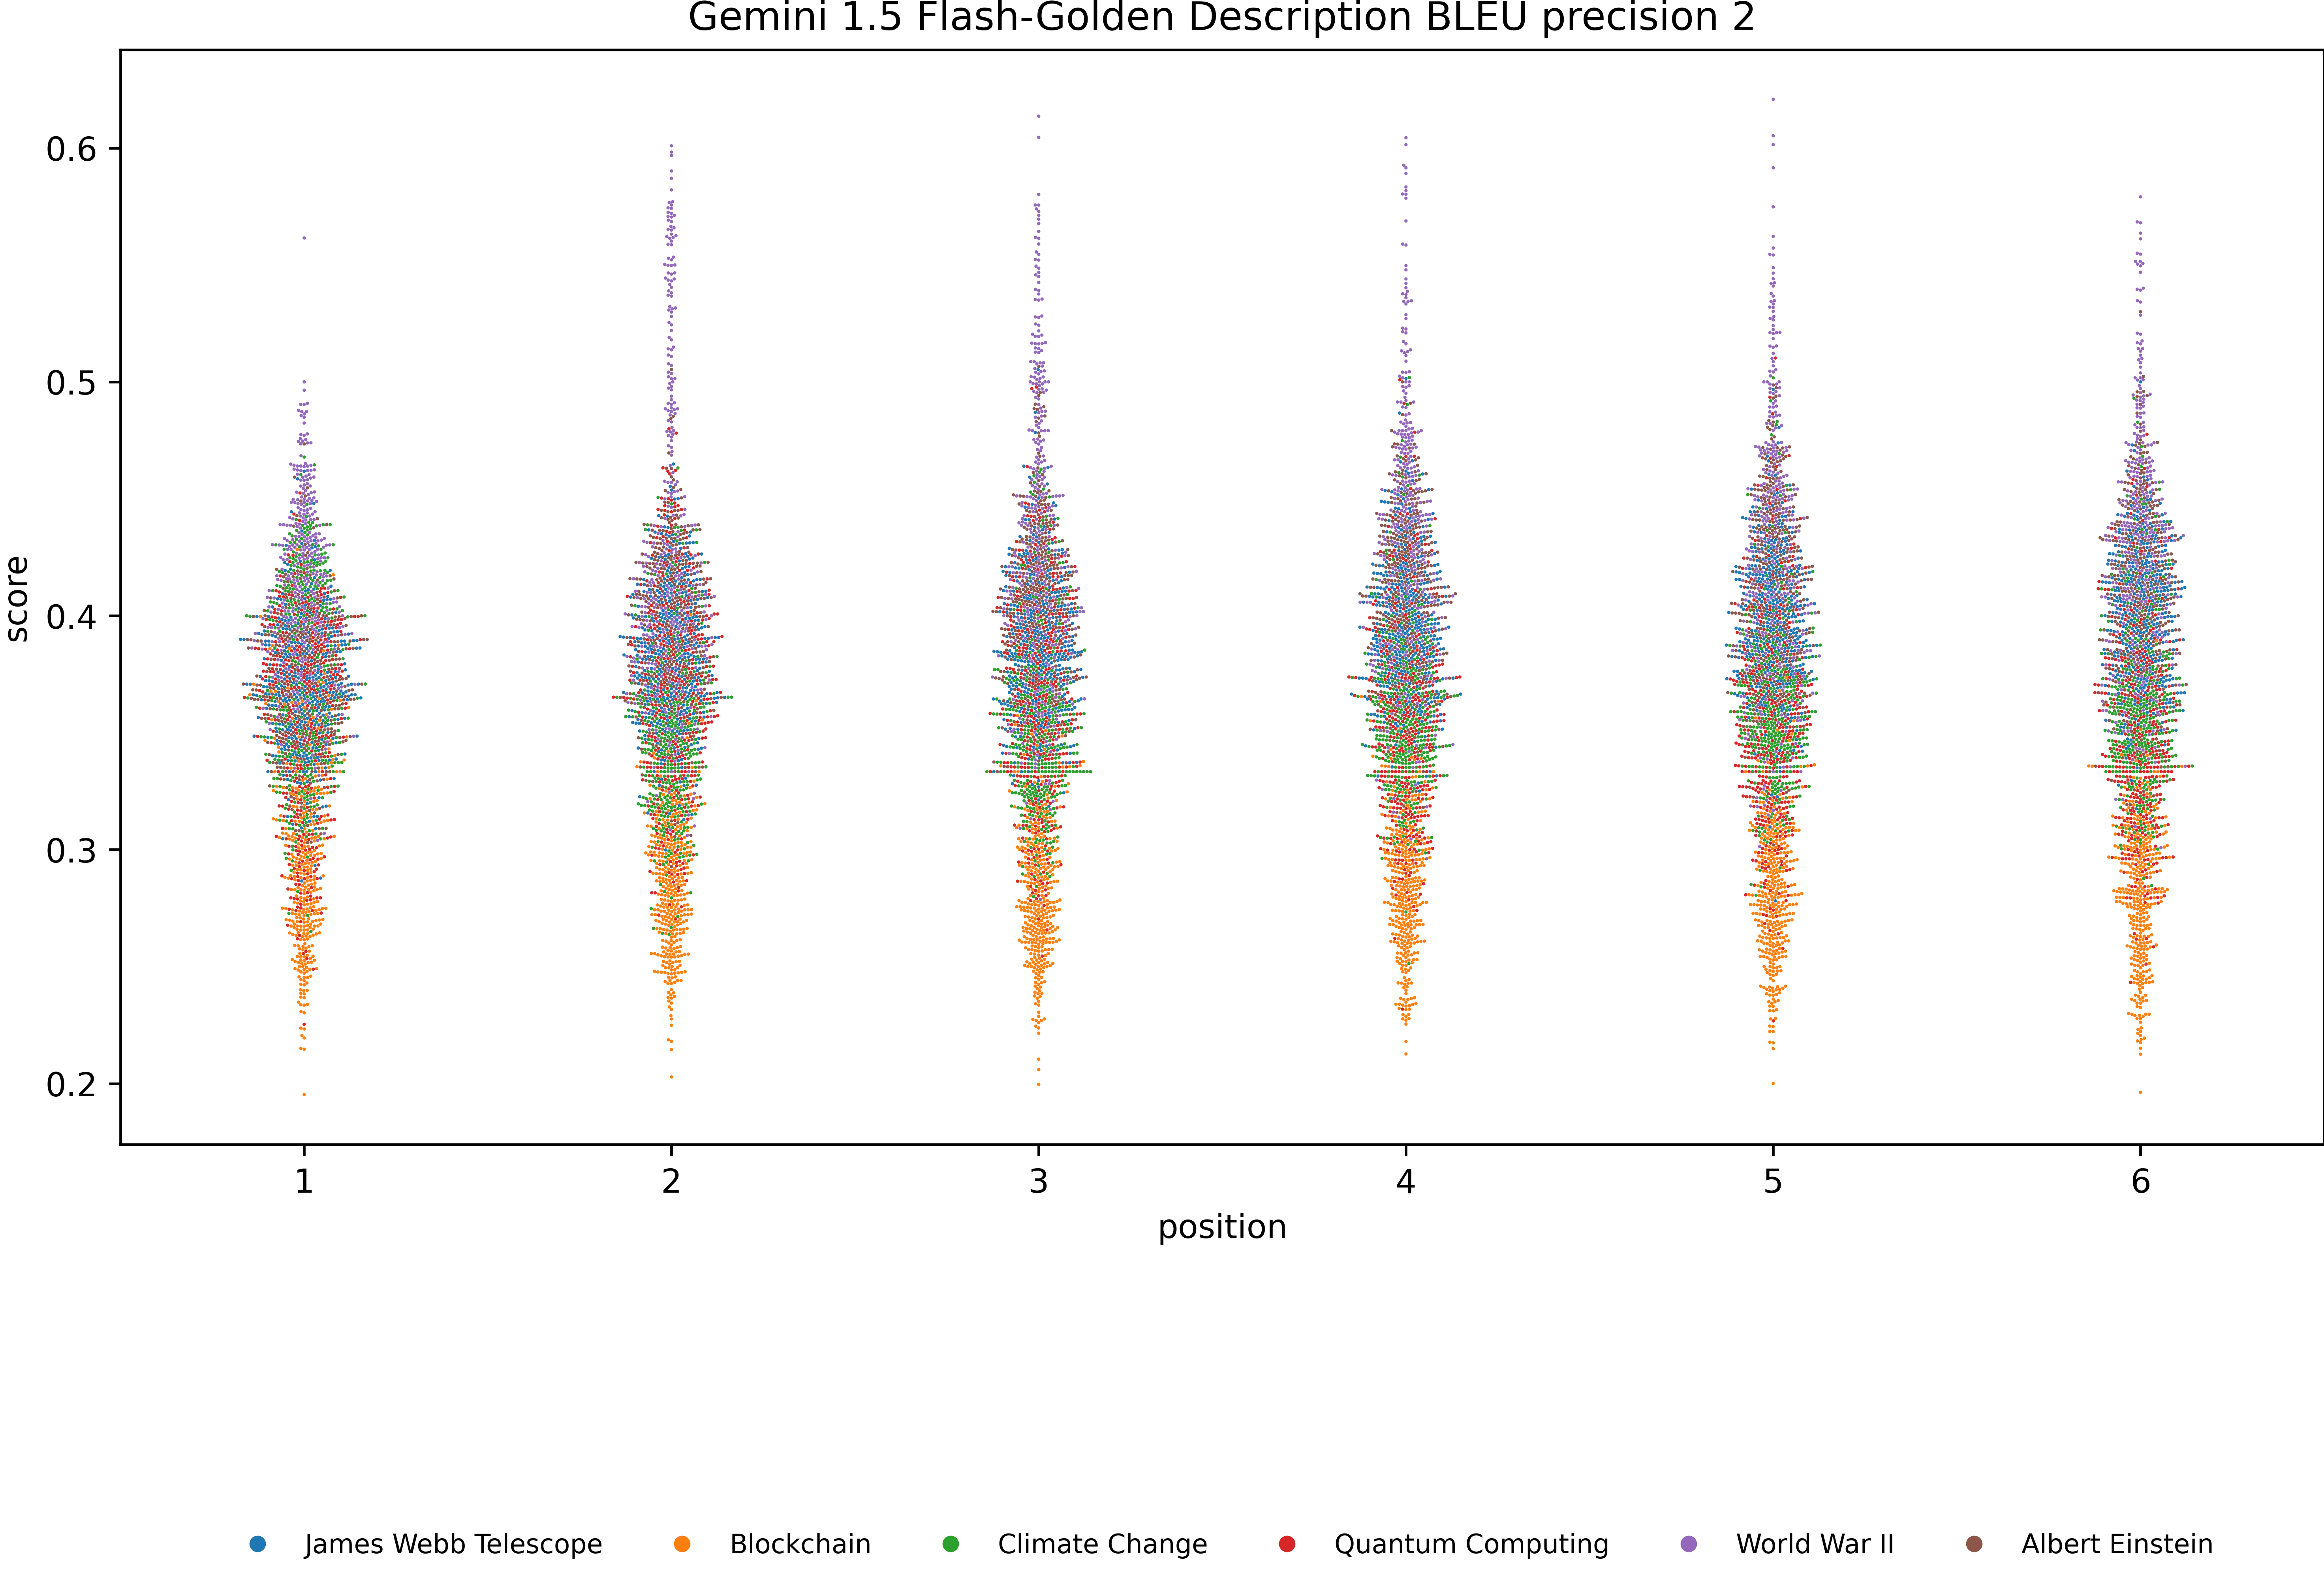 Gemini 1.5 Flash-Golden Description BLEU precision 2
score
0.6
0.5
0.4
0.3
0.2
1 2 3 4 5 6
position
James Webb Telescope Blockchain Climate Change Quantum Computing World War II Albert Einstein